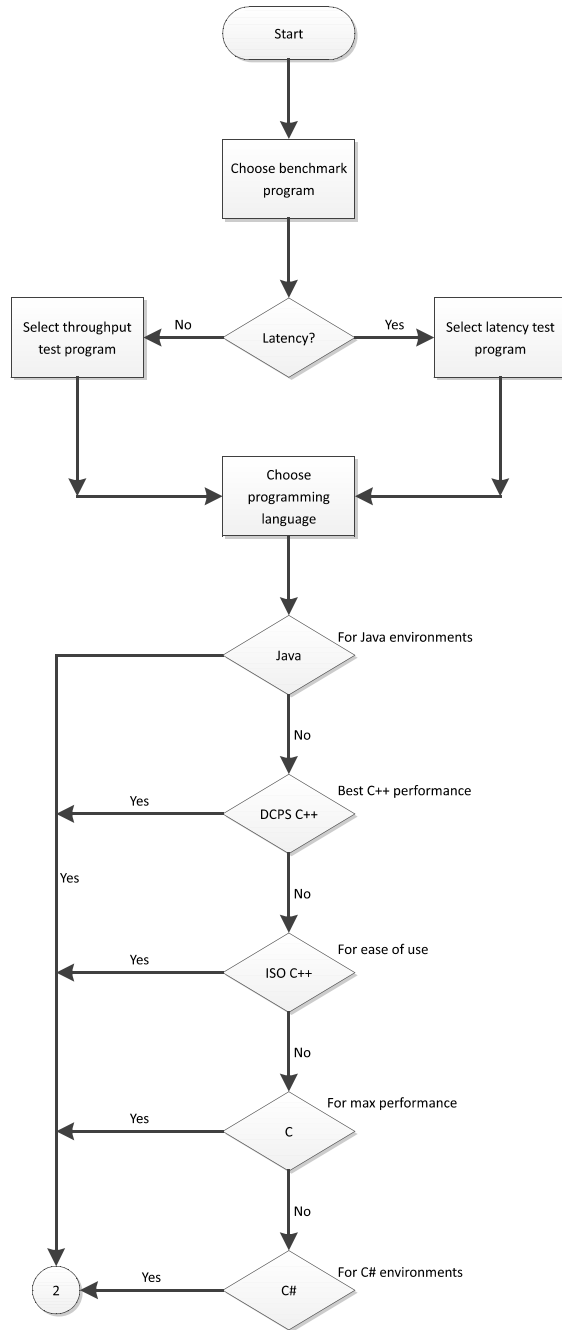 Start
Choose benchmark
program
Latency?
No
Yes
Select throughput
test program
Select latency test
program
Choose
programming
language
For Java environments
Java
No
Best C++ performance
Yes
DCPS C++
Yes
No
For ease of use
Yes
ISO C++
No
For max performance
Yes
C
No
For C# environments
Yes
C#
2